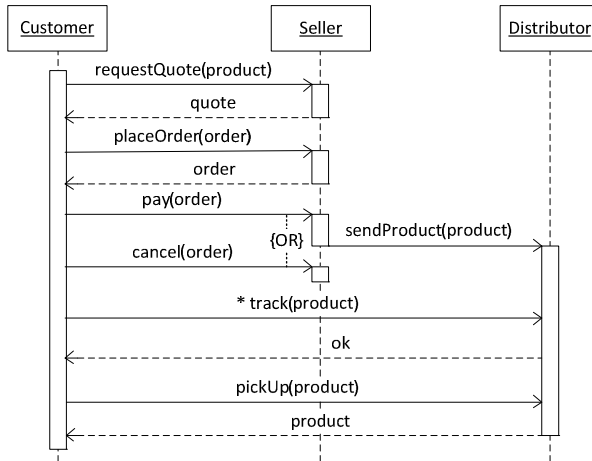 Customer
Seller
Distributor
requestQuote(product)
quote
placeOrder(order)
order
pay(order)
{OR}
sendProduct(product)
cancel(order)
* track(product)
ok
pickUp(product)
product